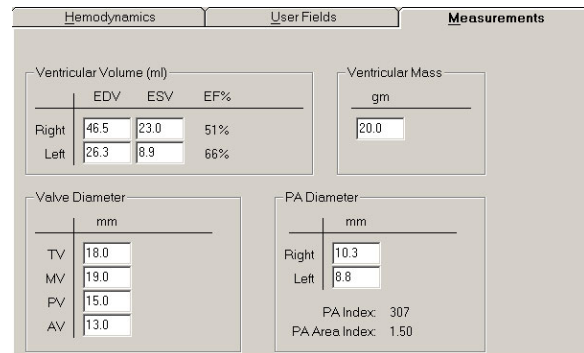 Hemodynamics User Fields Measurements
Ventricular Volume (ml)
EDV ESV EF%
Right 46.5 23.0 51%
Left 26.3 8.9 66%
Ventricular Mass
gm
20.0
Valve Diameter
mm
TV 18.0
MV 19.0
PV 15.0
AV 13.0
PA Diameter
mm
Right 10.3
Left 8.8
PA Index: 307
PA Area Index: 1.50